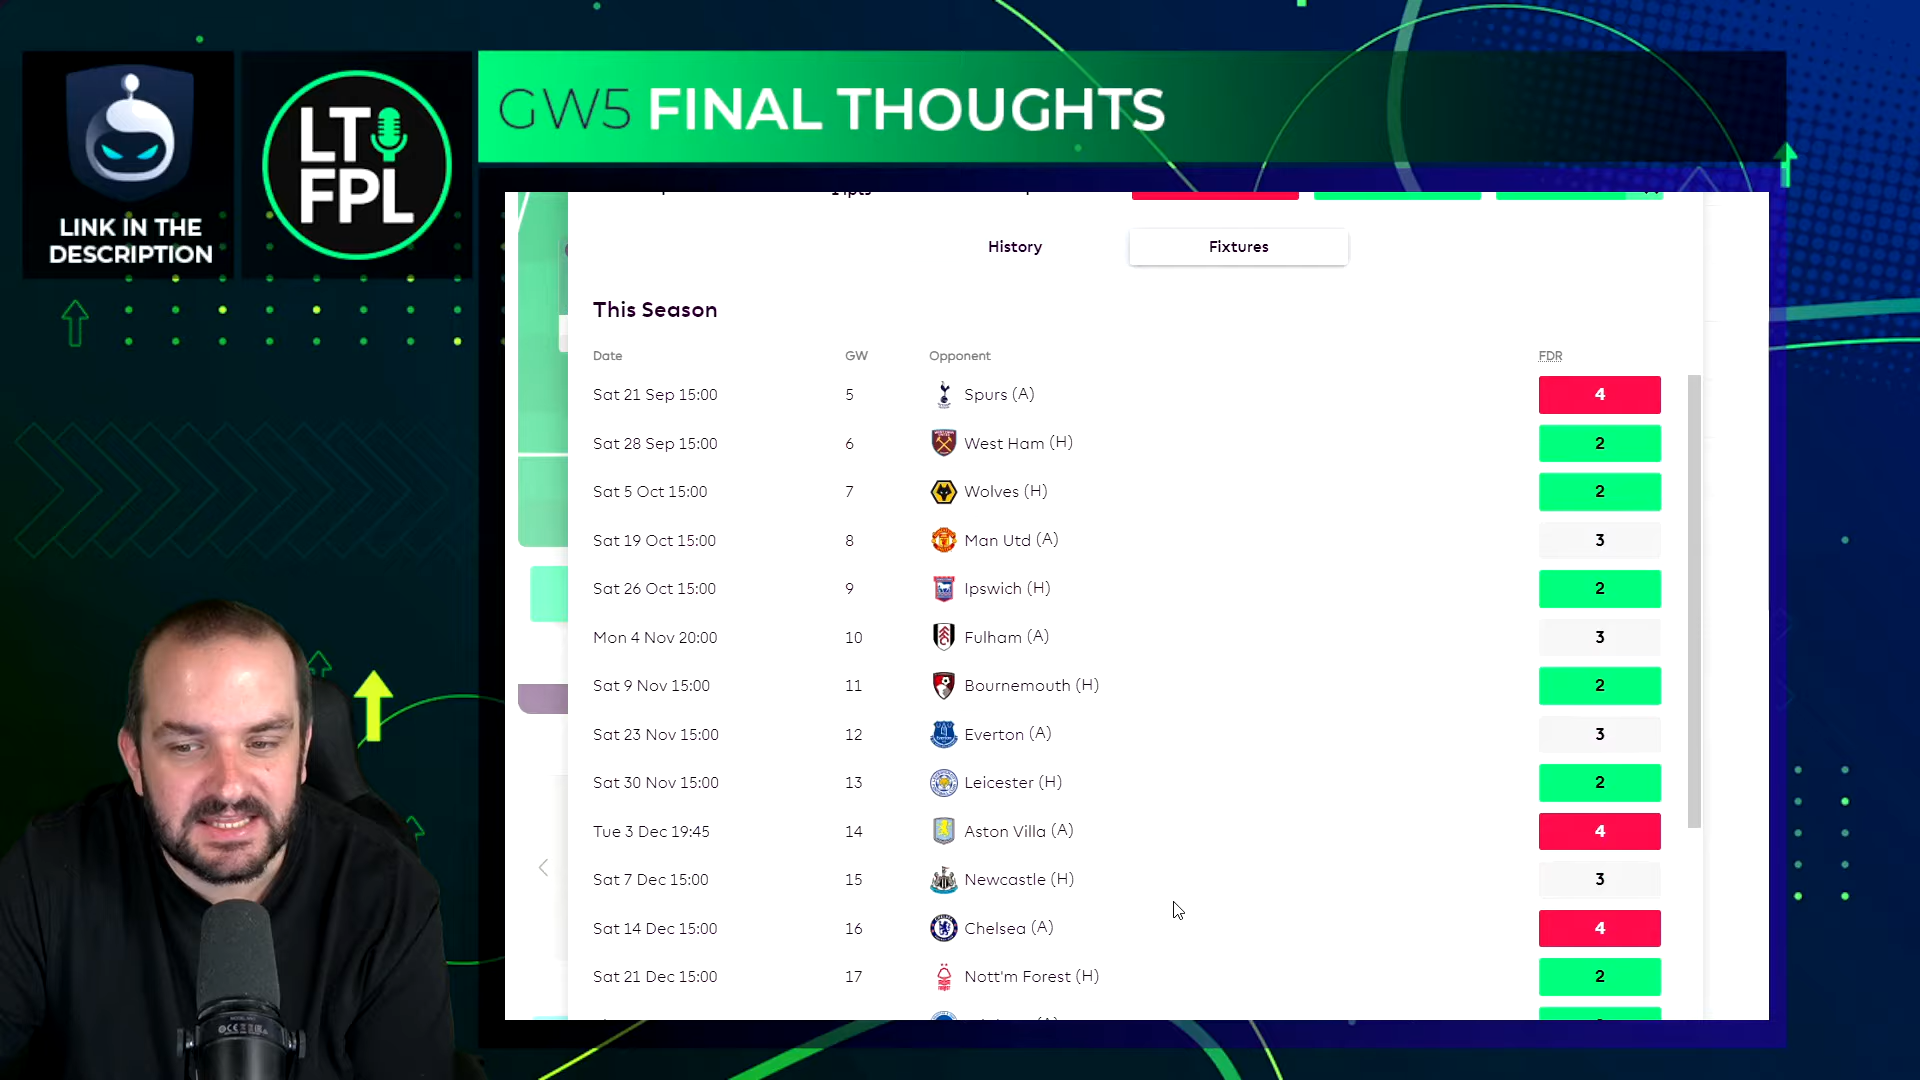 GW5 FINAL THOUGHTS
LT
FPL
LINK IN THE
DESCRIPTION
History Fixtures
This Season
Date GW Opponent FDR
Sat 21 Sep 15:00 5 Spurs (A) 4
Sat 28 Sep 15:00 6 West Ham (H) 2
Sat 5 Oct 15:00 7 Wolves (H) 2
Sat 19 Oct 15:00 8 Man Utd (A) 3
Sat 26 Oct 15:00 9 Ipswich (H) 2
Mon 4 Nov 20:00 10 Fulham (A) 3
Sat 9 Nov 15:00 11 Bournemouth (H) 2
Sat 23 Nov 15:00 12 Everton (A) 3
Sat 30 Nov 15:00 13 Leicester (H) 2
Tue 3 Dec 19:45 14 Aston Villa (A) 4
Sat 7 Dec 15:00 15 Newcastle (H) 3
Sat 14 Dec 15:00 16 Chelsea (A) 4
Sat 21 Dec 15:00 17 Nott'm Forest (H) 2